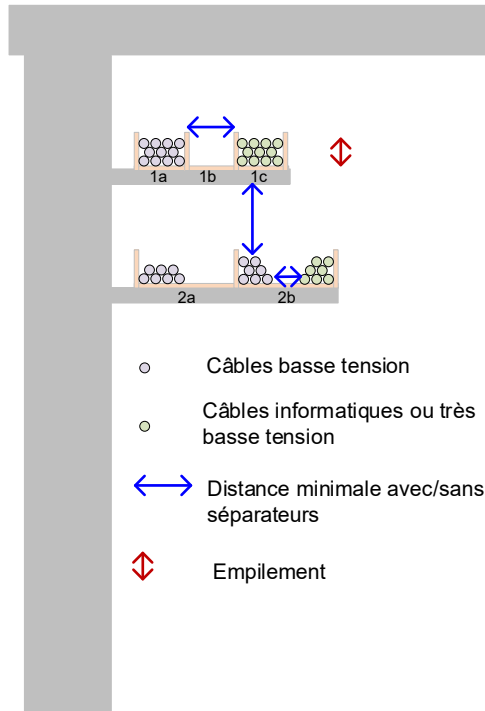 1a 1b 1c
2a 2b
Câbles basse tension
Câbles informatiques ou très
basse tension
Distance minimale avec/sans
séparateurs
Empilement